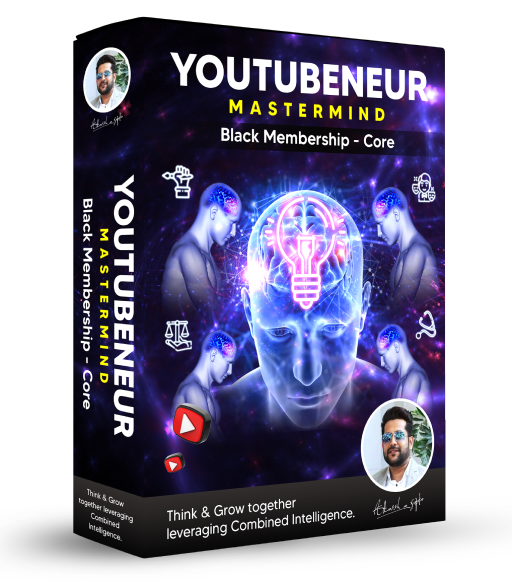 YOUTUBENEUR
MASTERMIND
Black Membership - Core
Think & Grow together
leveraging Combined Intelligence.
YOUTUBENEUR
MASTERMIND
Black Membership - Core
Think & Grow
together leveraging
Combined
Intelligence.